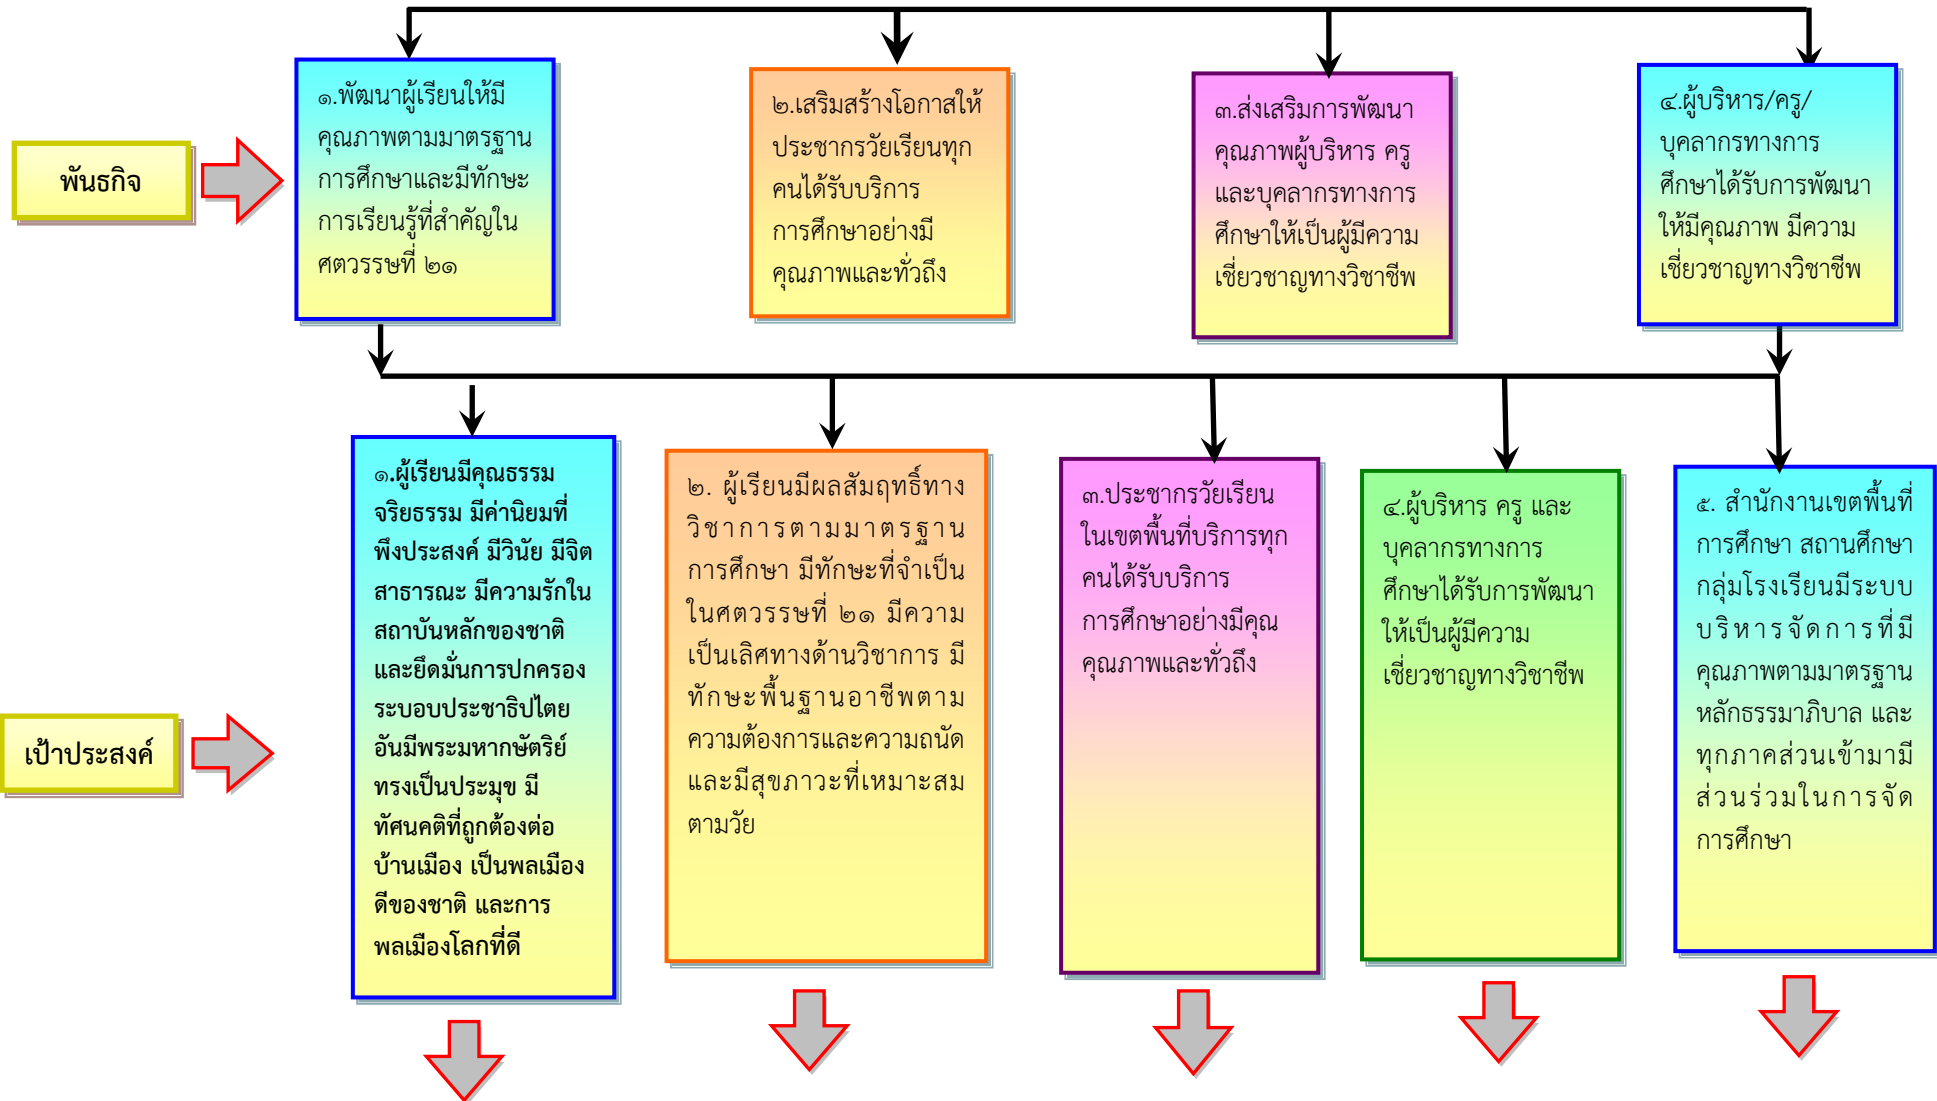 พันธกิจ
๑.พัฒนาผู้เรียนให้มี
คุณภาพตามมาตรฐาน
การศึกษาและมีทักษะ
การเรียนรู้ที่สำคัญใน
ศตวรรษที่ ๒๑
๒.เสริมสร้างโอกาสให้
ประชากรวัยเรียนทุก
คนได้รับบริการ
การศึกษาอย่างมี
คุณภาพและทั่วถึง
๓.ส่งเสริมการพัฒนา
คุณภาพผู้บริหาร ครู
และบุคลากรทางการ
ศึกษาให้เป็นผู้มีความ
เชี่ยวชาญทางวิชาชีพ
๔.ผู้บริหาร/ครู/
บุคลากรทางการ
ศึกษาได้รับการพัฒนา
ให้มีคุณภาพ มีความ
เชี่ยวชาญทางวิชาชีพ
เป้าประสงค์
๑.ผู้เรียนมีคุณธรรม
จริยธรรม มีค่านิยมที่
พึงประสงค์ มีวินัย มีจิต
สาธารณะ มีความรักใน
สถาบันหลักของชาติ
และยึดมั่นการปกครอง
ระบอบประชาธิปไตย
อันมีพระมหากษัตริย์
ทรงเป็นประมุข มี
ทัศนคติที่ถูกต้องต่อ
บ้านเมือง เป็นพลเมือง
ดีของชาติ และการ
พลเมืองโลกที่ดี
๒. ผู้เรียนมีผลสัมฤทธิ์ทาง
วิชาการตามมาตรฐาน
การศึกษา มีทักษะที่จำเป็น
ในศตวรรษที่ ๒๑ มีความ
เป็นเลิศทางด้านวิชาการ มี
ทักษะพื้นฐานอาชีพตาม
ความต้องการและความถนัด
และมีสุขภาวะที่เหมาะสม
ตามวัย
๓.ประชากรวัยเรียน
ในเขตพื้นที่บริการทุก
คนได้รับบริการ
การศึกษาอย่างมีคุณ
คุณภาพและทั่วถึง
๔.ผู้บริหาร ครู และ
บุคลากรทางการ
ศึกษาได้รับการพัฒนา
ให้เป็นผู้มีความ
เชี่ยวชาญทางวิชาชีพ
๕. สำนักงานเขตพื้นที่
การศึกษา สถานศึกษา
กลุ่มโรงเรียนมีระบบ
บริหารจัดการที่มี
คุณภาพตามมาตรฐาน
หลักธรรมาภิบาล และ
ทุกภาคส่วนเข้ามามี
ส่วนร่วมในการจัด
การศึกษา